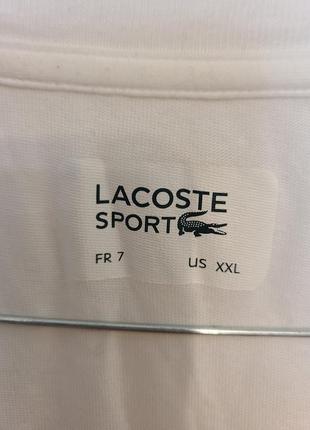 LACOSTE
SPORT
FR 7 US XXL